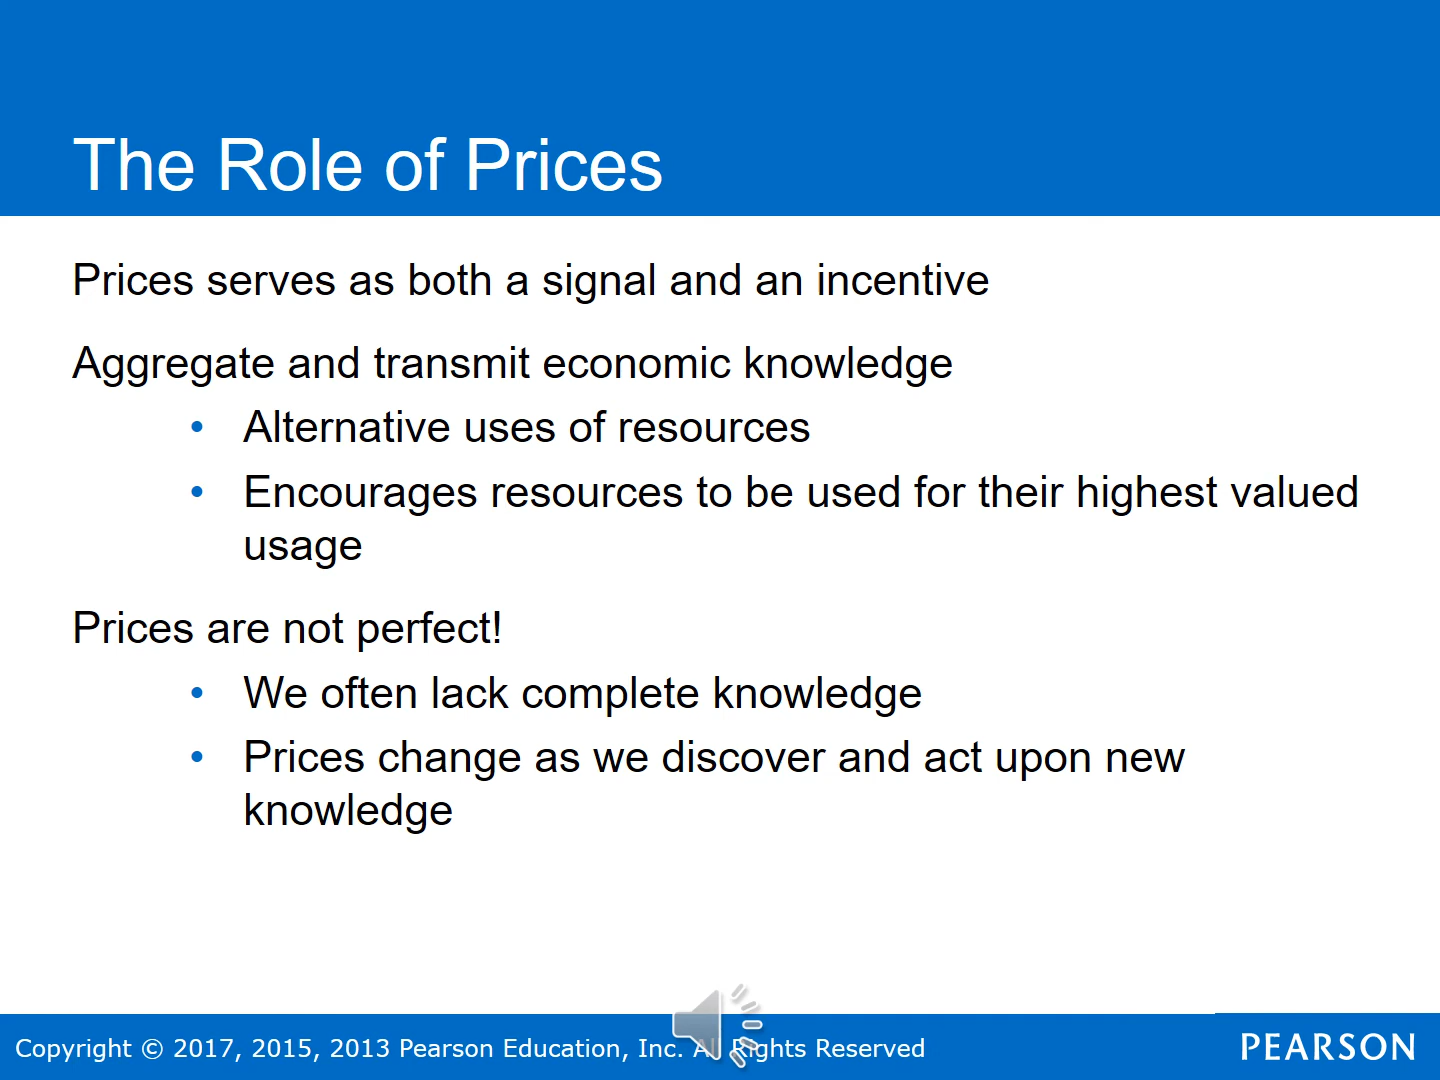 The Role of Prices
Prices serves as both a signal and an incentive
Aggregate and transmit economic knowledge
• Alternative uses of resources
• Encourages resources to be used for their highest valued
usage
Prices are not perfect!
• We often lack complete knowledge
• Prices change as we discover and act upon new
knowledge
Copyright © 2017, 2015, 2013 Pearson Education, Inc. All Rights Reserved
PEARSON